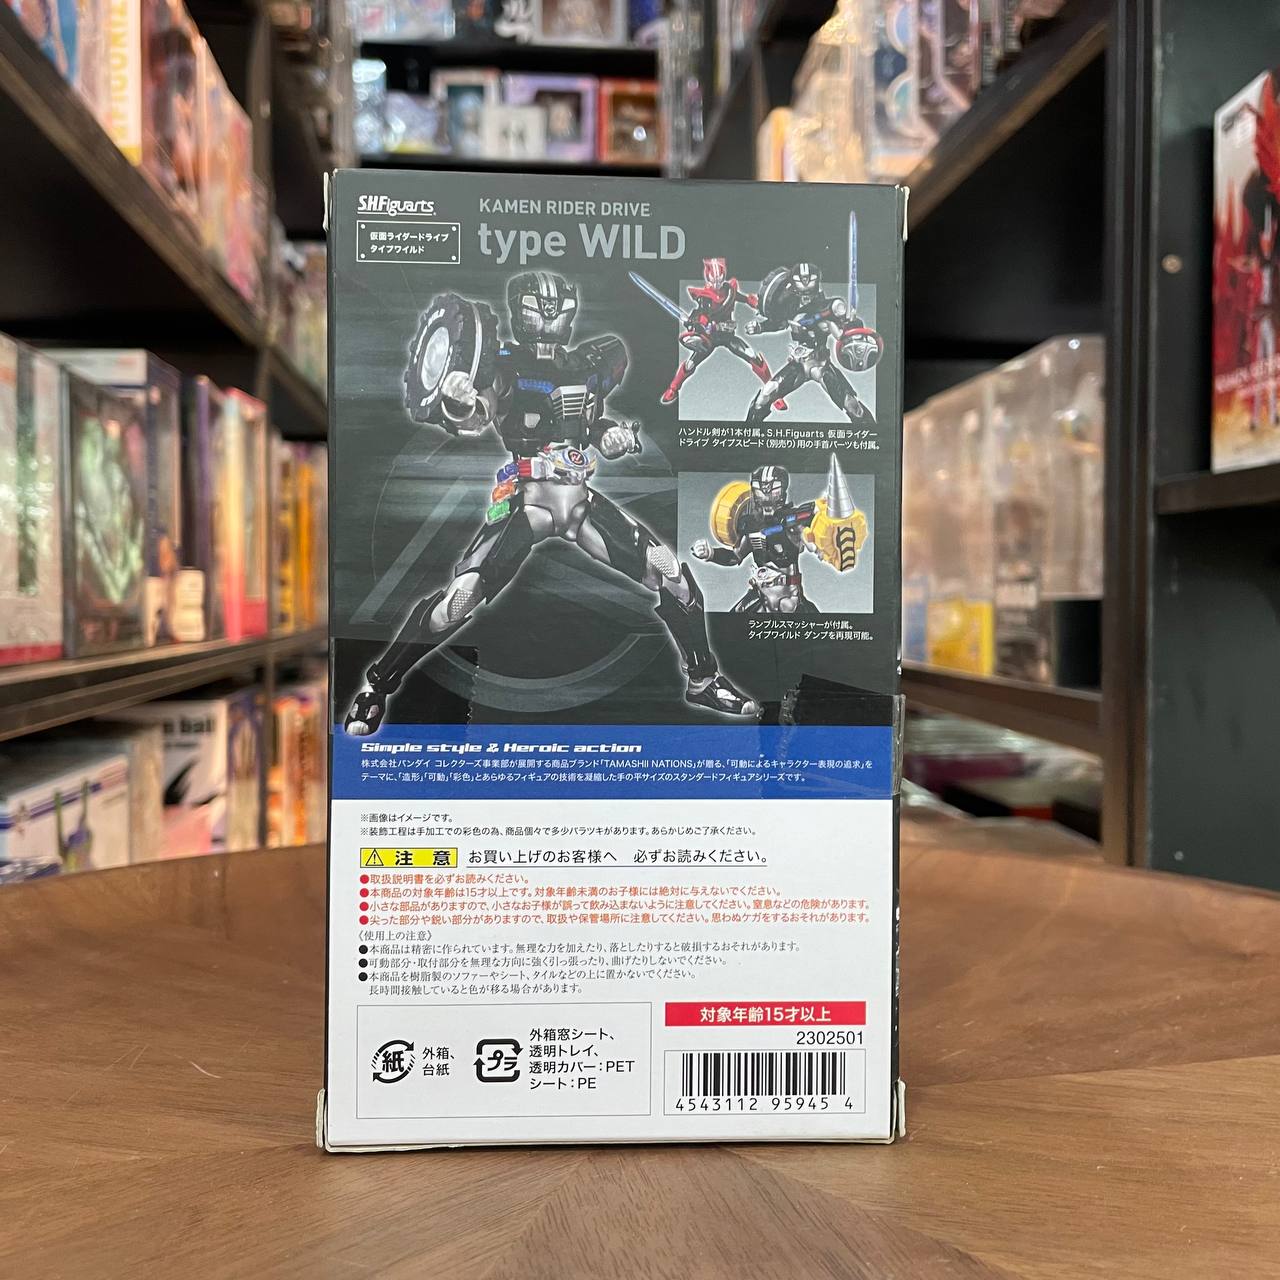 S.H.Figuarts
仮面ライダードライブ
タイプワイルド
KAMEN RIDER DRIVE
type WILD
ハンドル剣が1本付属。S.H.Figuarts 仮面ライダー
ドライブ タイプスピード（別売り）用の手首パーツも付属。
ランブルスマッシャーが付属。
タイプワイルド ダンプを再現可能。
Simple style & Heroic action
株式会社バンダイ コレクターズ事業部が展開する商品ブランド「TAMASHII NATIONS」が贈る、「可動によるキャラクター表現の追求」を
テーマに、「造形」「可動」「彩色」とあらゆるフィギュアの技術を凝縮した手の平サイズのスタンダードフィギュアシリーズです。
※画像はイメージです。
※装飾工程は手加工での彩色の為、商品個々で多少バラツキがあります。あらかじめご了承ください。
注意 お買い上げのお客様へ 必ずお読みください。
●取扱説明書を必ずお読みください。
●本商品の対象年齢は15才以上です。対象年齢未満のお子様には絶対に与えないでください。
●小さな部品がありますので、小さなお子様が誤って飲み込まないように注意してください。窒息などの危険があります。
●尖った部分や鋭い部分がありますので、取扱や保管場所に注意してください。思わぬケガをするおそれがあります。
〈使用上の注意〉
●本商品は精密に作られています。無理な力を加えたり、落としたりすると破損するおそれがあります。
●可動部分・取付部分を無理な方向に強く引っ張ったり、曲げたりしないでください。
●本商品を樹脂製のソファーやシート、タイルなどの上に置かないでください。
長時間接触していると色が移る場合があります。
紙 外箱、
台紙
プラ 外箱窓シート、
透明トレイ、
透明カバー：PET
シート：PE
対象年齢15才以上
2302501
4543112 95945 4